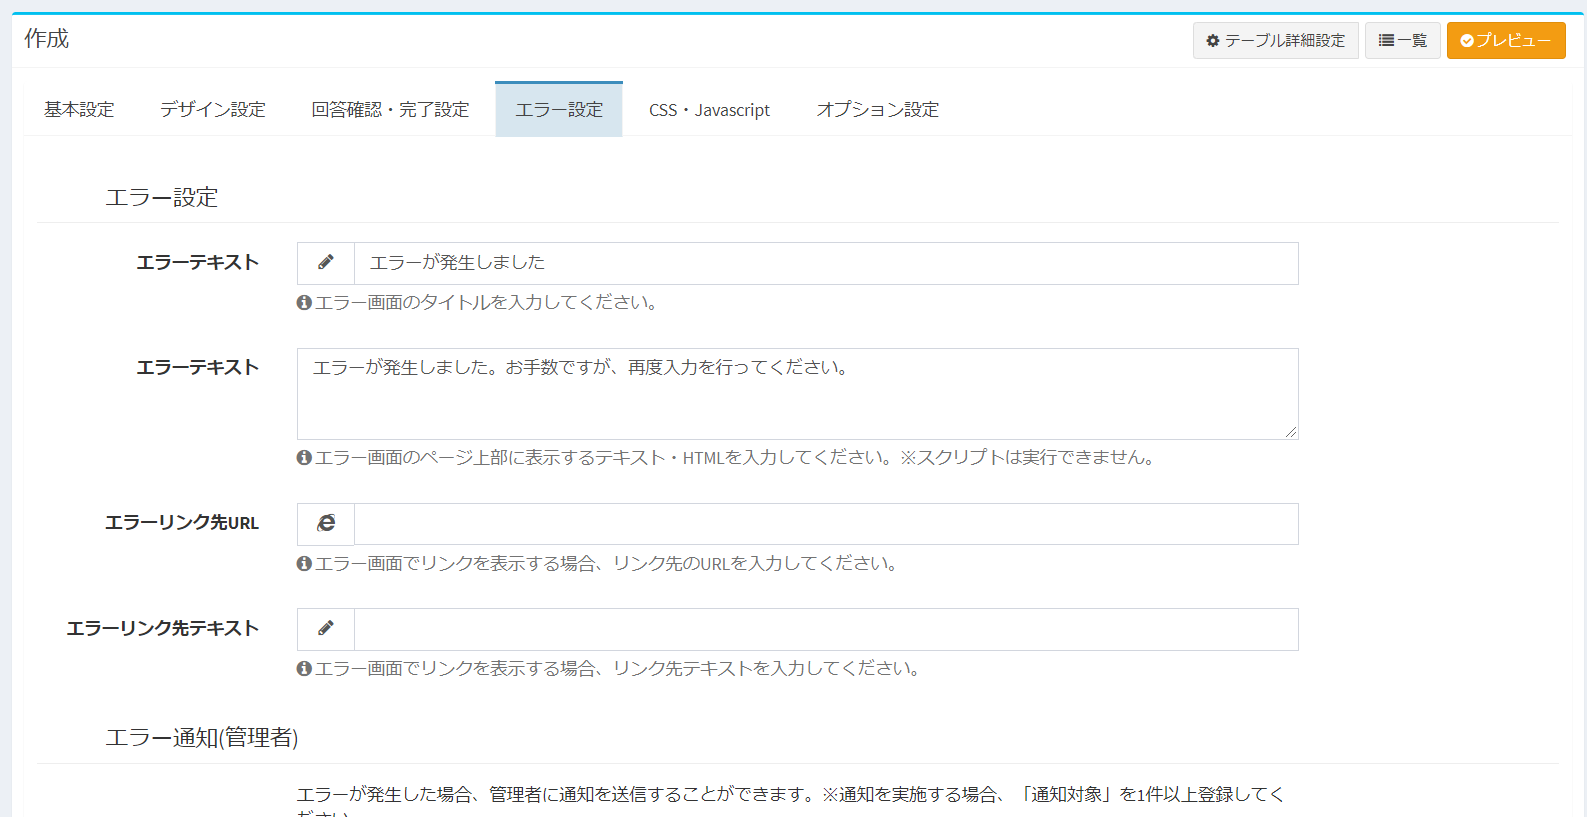 作成
テーブル詳細設定 一覧 プレビュー
基本設定 デザイン設定 回答確認・完了設定 エラー設定 CSS・Javascript オプション設定
エラー設定
エラーテキスト エラーが発生しました
エラー画面のタイトルを入力してください。
エラーテキスト エラーが発生しました。お手数ですが、再度入力を行ってください。
エラー画面のページ上部に表示するテキスト・HTMLを入力してください。※スクリプトは実行できません。
エラーリンク先URL
エラー画面でリンクを表示する場合、リンク先のURLを入力してください。
エラーリンク先テキスト
エラー画面でリンクを表示する場合、リンク先テキストを入力してください。
エラー通知(管理者)
エラーが発生した場合、管理者に通知を送信することができます。※通知を実施する場合、「通知対象」を1件以上登録してく
ださい